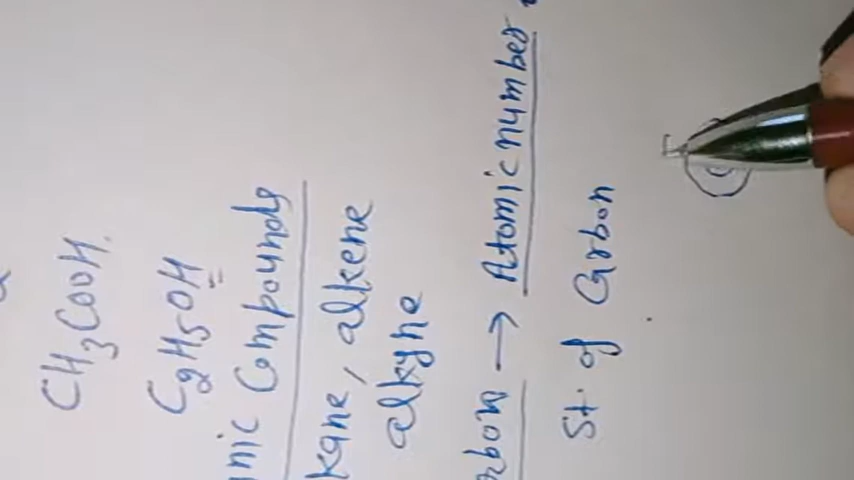 CH3COOH
C2H5OH
nic Compounds
kane, alkene
alkyne
rbon → Atomic number
St. of Carbon